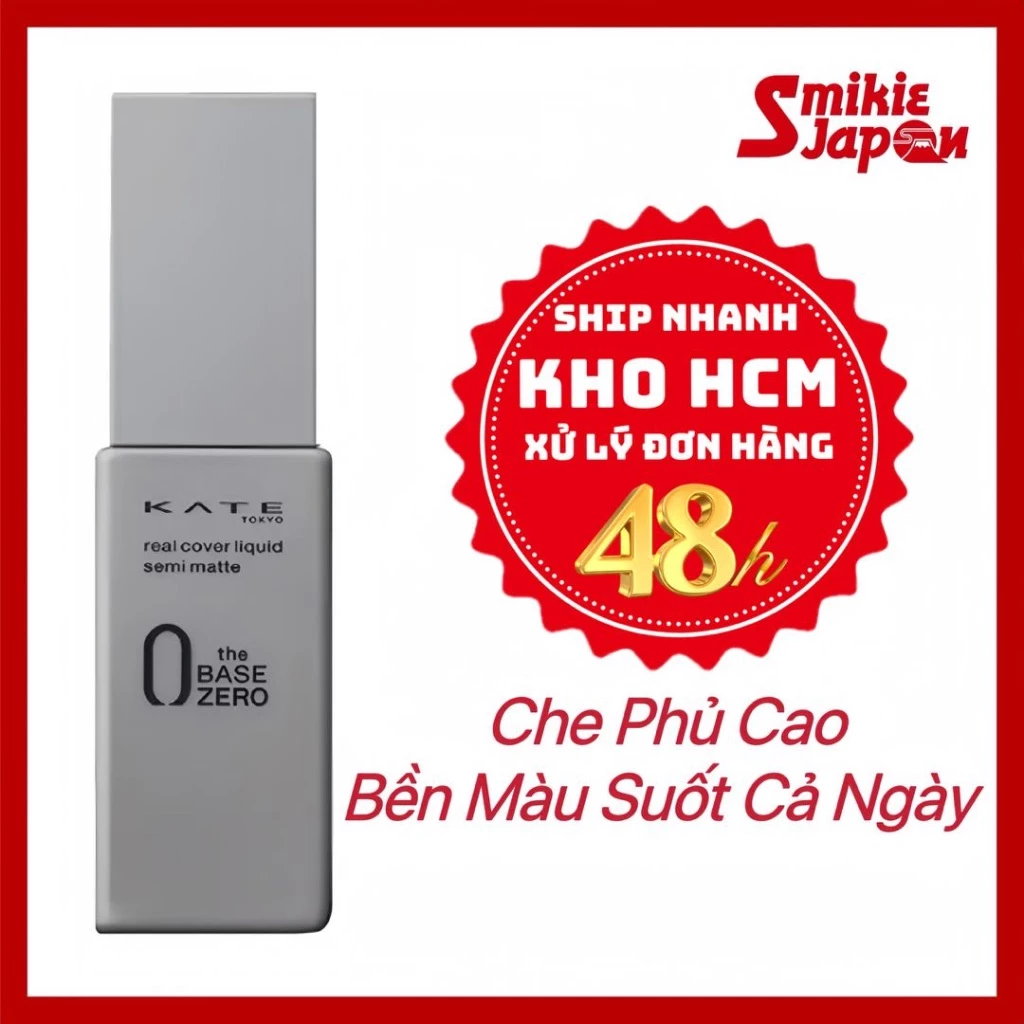 Smikie
Japan
SHIP NHANH
KHO HCM
XỬ LÝ ĐƠN HÀNG
48h
KATE
TOKYO
real cover liquid
semi matte
0 the
BASE
ZERO
Che Phủ Cao
Bền Màu Suốt Cả Ngày